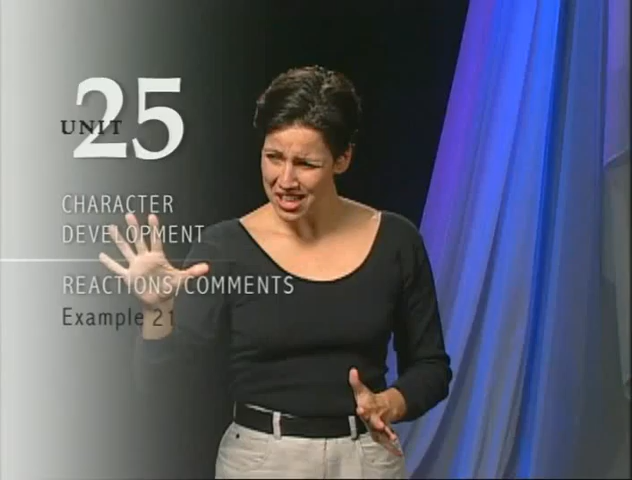 UNIT 25
CHARACTER
DEVELOPMENT
REACTIONS/COMMENTS
Example 21